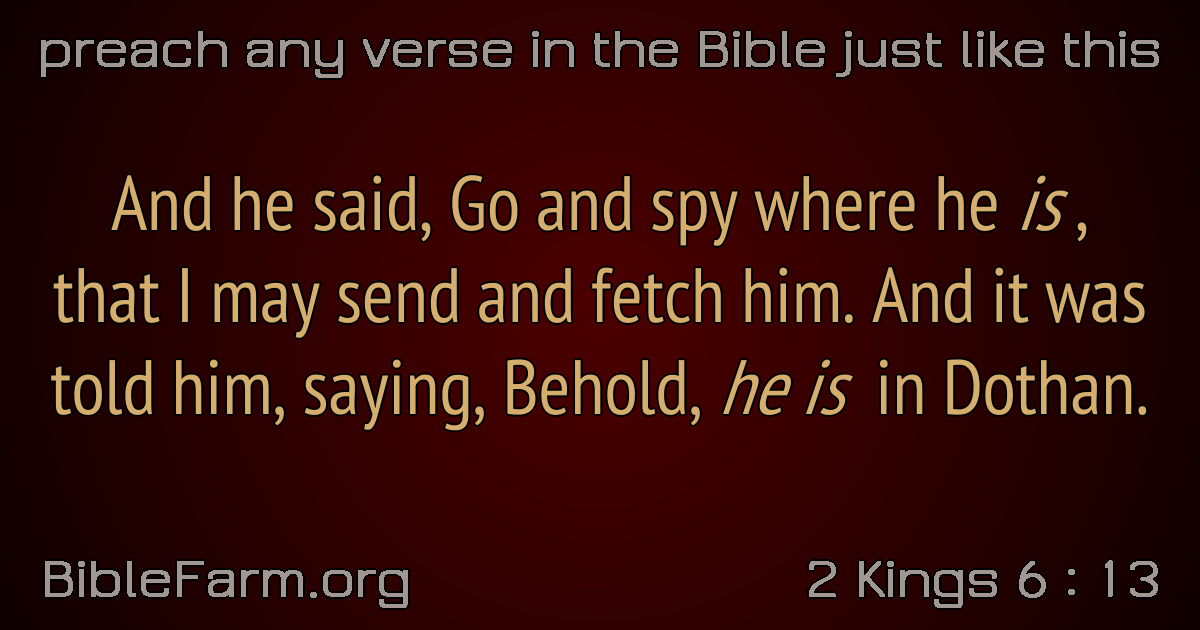 preach any verse in the Bible just like this
And he said, Go and spy where he is ,
that I may send and fetch him. And it was
told him, saying, Behold, he is in Dothan.
BibleFarm.org
2 Kings 6 : 13